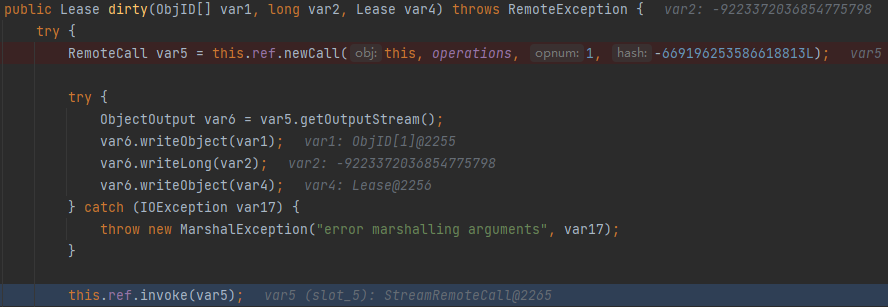 public Lease dirty(ObjID[] var1, long var2, Lease var4) throws RemoteException {   var2: -9223372036854775798
    try {
        RemoteCall var5 = this.ref.newCall( obj: this, operations,  opnum: 1,  hash: -669196253586618813L);   var5

        try {
            ObjectOutput var6 = var5.getOutputStream();
            var6.writeObject(var1);   var1: ObjID[1]@2255
            var6.writeLong(var2);   var2: -9223372036854775798
            var6.writeObject(var4);   var4: Lease@2256
        } catch (IOException var17) {
            throw new MarshalException("error marshalling arguments", var17);
        }

        this.ref.invoke(var5);   var5 (slot_5): StreamRemoteCall@2265